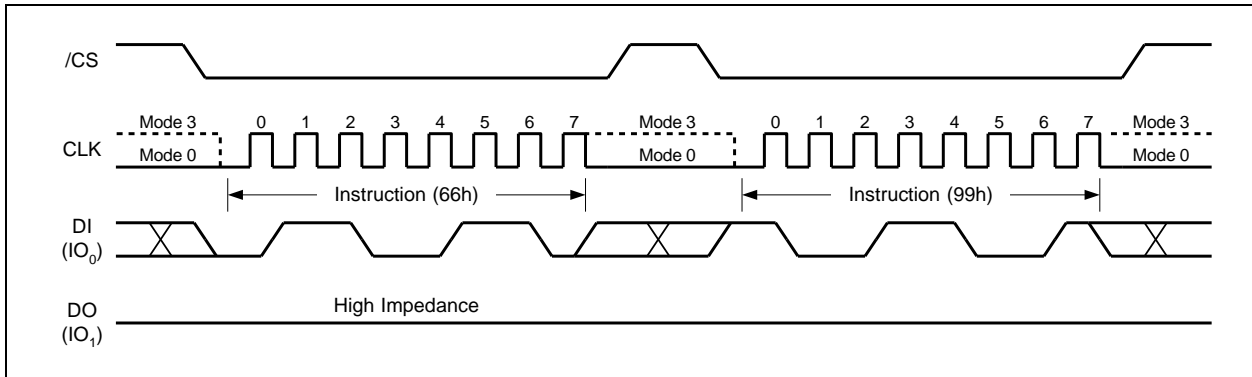 /CS
Mode 3 0 1 2 3 4 5 6 7 Mode 3 0 1 2 3 4 5 6 7 Mode 3
CLK
Mode 0 Mode 0 Mode 0
Instruction (66h) Instruction (99h)
DI
(IO0)
High Impedance
DO
(IO1)